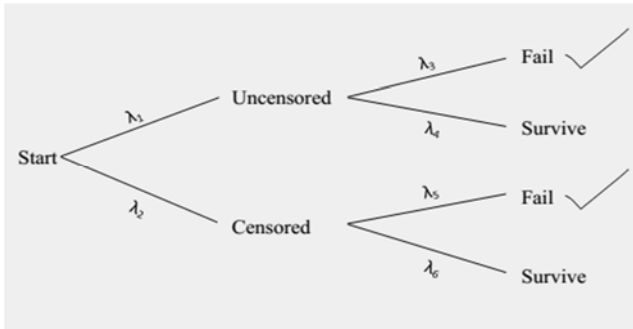 Fail
λ₃
Uncensored
λ₁
λ₄
Survive
Start
λ₅
Fail
λ₂
Censored
λ₆
Survive